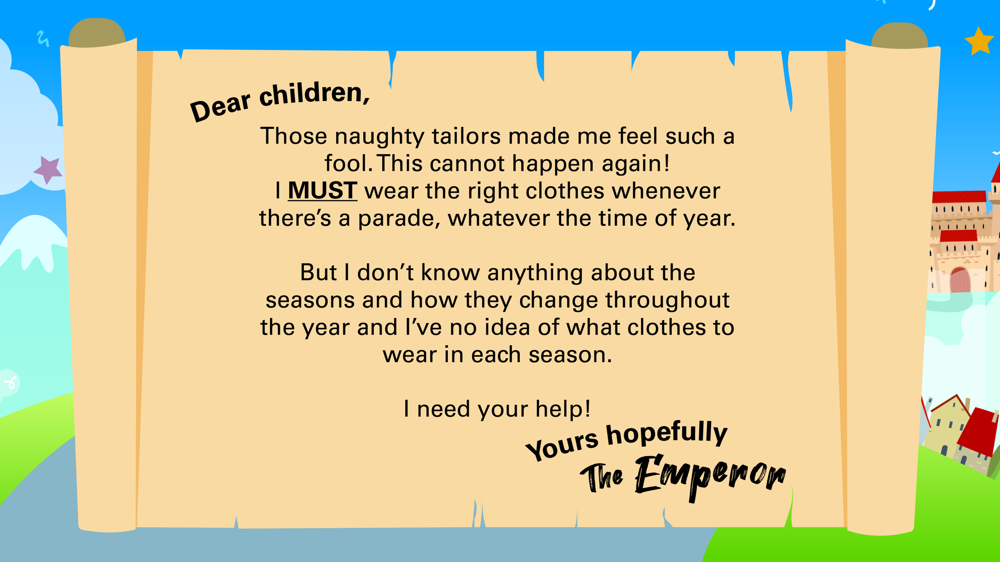 Dear children,
Those naughty tailors made me feel such a
fool. This cannot happen again!
I MUST wear the right clothes whenever
there’s a parade, whatever the time of year.
But I don’t know anything about the
seasons and how they change throughout
the year and I’ve no idea of what clothes to
wear in each season.
I need your help!
Yours hopefully
The Emperor